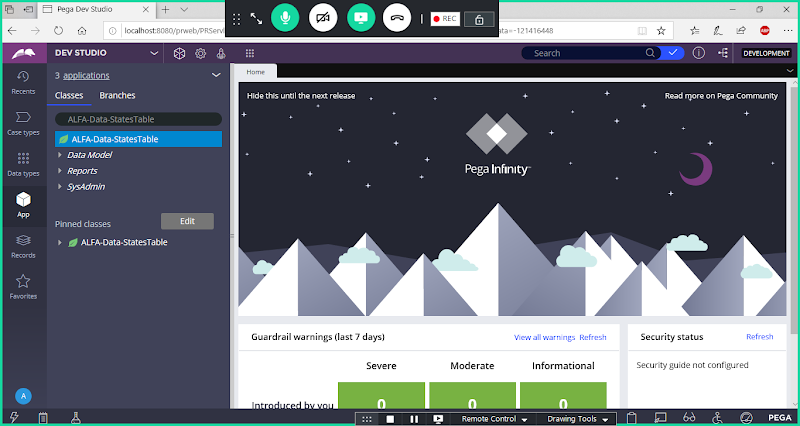 Pega Dev Studio
localhost:8080/prweb/PRServ
data=-121416448
REC
ABP
DEV STUDIO
Search
DEVELOPMENT
3 applications
Home
Recents
Classes
Branches
Hide this until the next release
Read more on Pega Community
ALFA-Data-StatesTable
ALFA-Data-StatesTable
Case types
Data Model
Reports
SysAdmin
Data types
Pega Infinity™
App
Pinned classes
Edit
ALFA-Data-StatesTable
Records
Favorites
Guardrail warnings (last 7 days)
View all warnings
Refresh
Security status
Refresh
Severe
Moderate
Informational
Security guide not configured
Introduced by you
0
0
0
A
Remote Control
Drawing Tools
PEGA